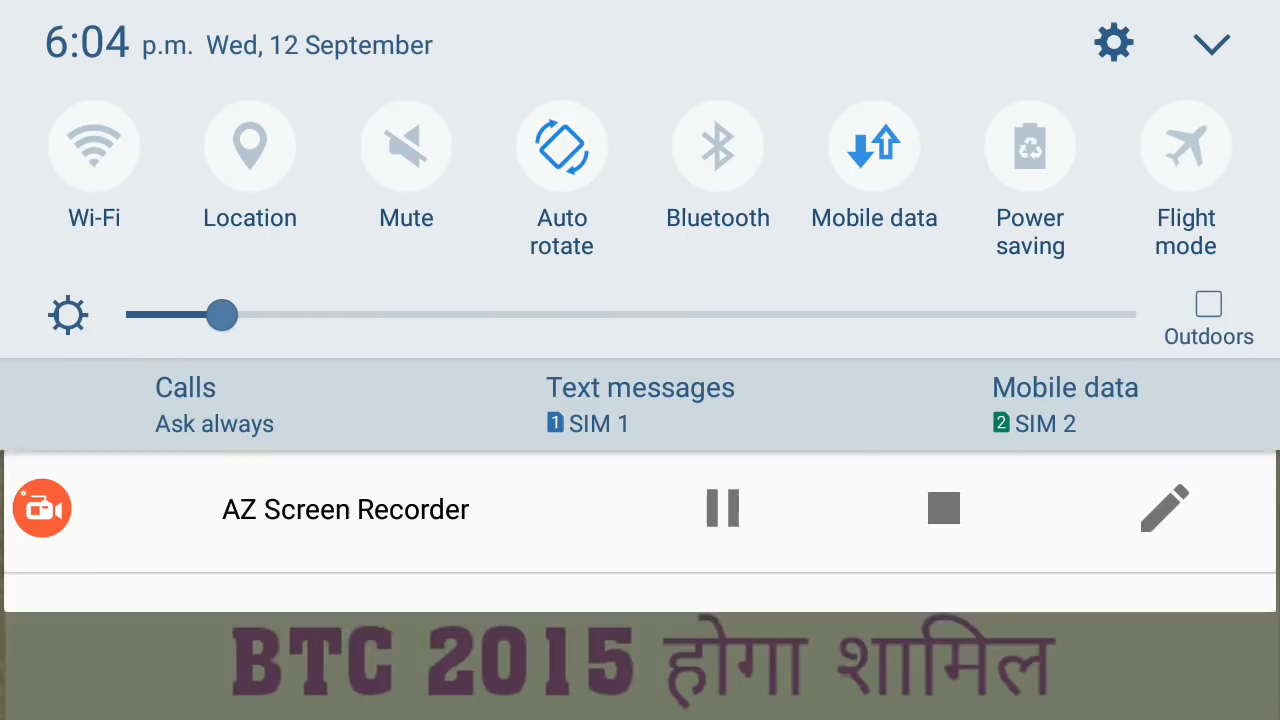 6:04 p.m. Wed, 12 September
Wi-Fi Location Mute Auto rotate Bluetooth Mobile data Power saving Flight mode
Outdoors
Calls Text messages Mobile data
Ask always 1 SIM 1 2 SIM 2
AZ Screen Recorder
BTC 2015 होगा शामिल